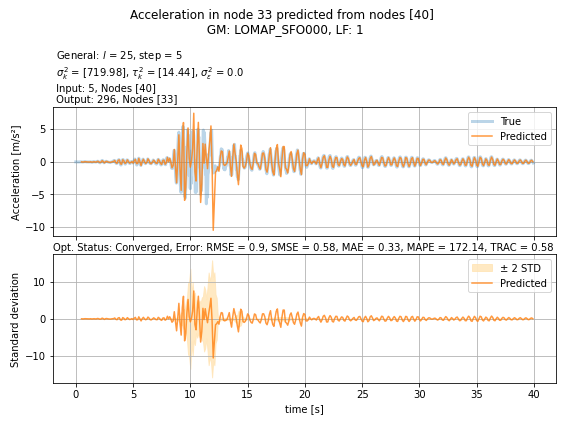 Acceleration in node 33 predicted from nodes [40]
GM: LOMAP_SFO000, LF: 1
General: l = 25, step = 5
σ²ₖ = [719.98], τ²ₖ = [14.44], σ²ε = 0.0
Input: 5, Nodes [40]
Output: 296, Nodes [33]
Acceleration [m/s²]
5
0
−5
−10
True
Predicted
Opt. Status: Converged, Error: RMSE = 0.9, SMSE = 0.58, MAE = 0.33, MAPE = 172.14, TRAC = 0.58
Standard deviation
10
0
−10
± 2 STD
Predicted
0 5 10 15 20 25 30 35 40
time [s]